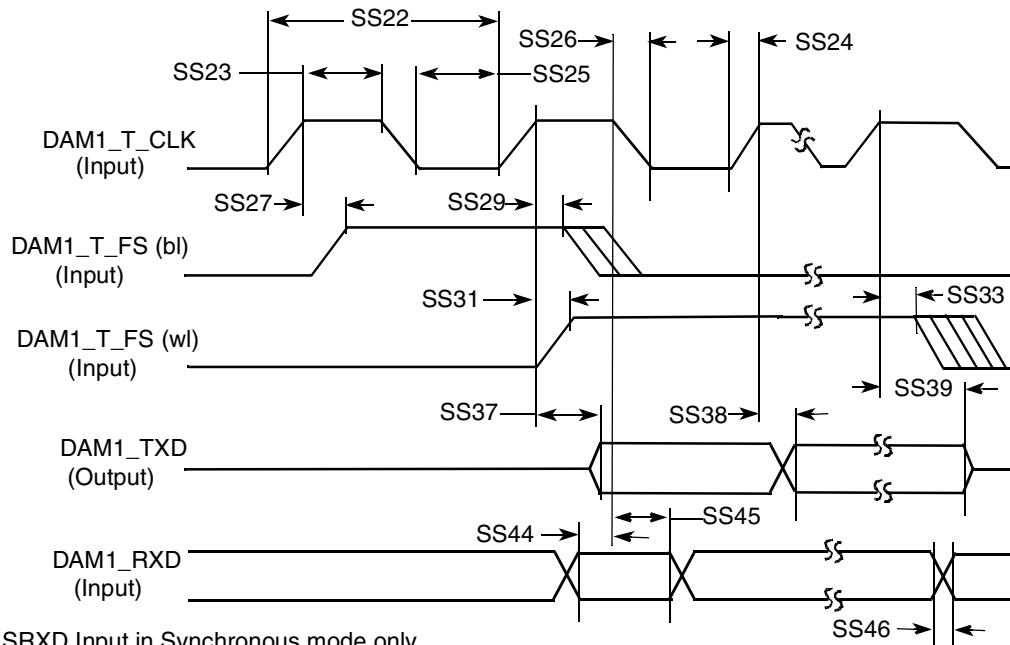 SS22
SS26
SS24
SS23
SS25
DAM1_T_CLK
(Input)
SS27
SS29
DAM1_T_FS (bl)
(Input)
SS31
SS33
DAM1_T_FS (wl)
(Input)
SS39
SS37
SS38
DAM1_TXD
(Output)
SS44
SS45
DAM1_RXD
(Input)
SS46
SRXD Input in Synchronous mode only